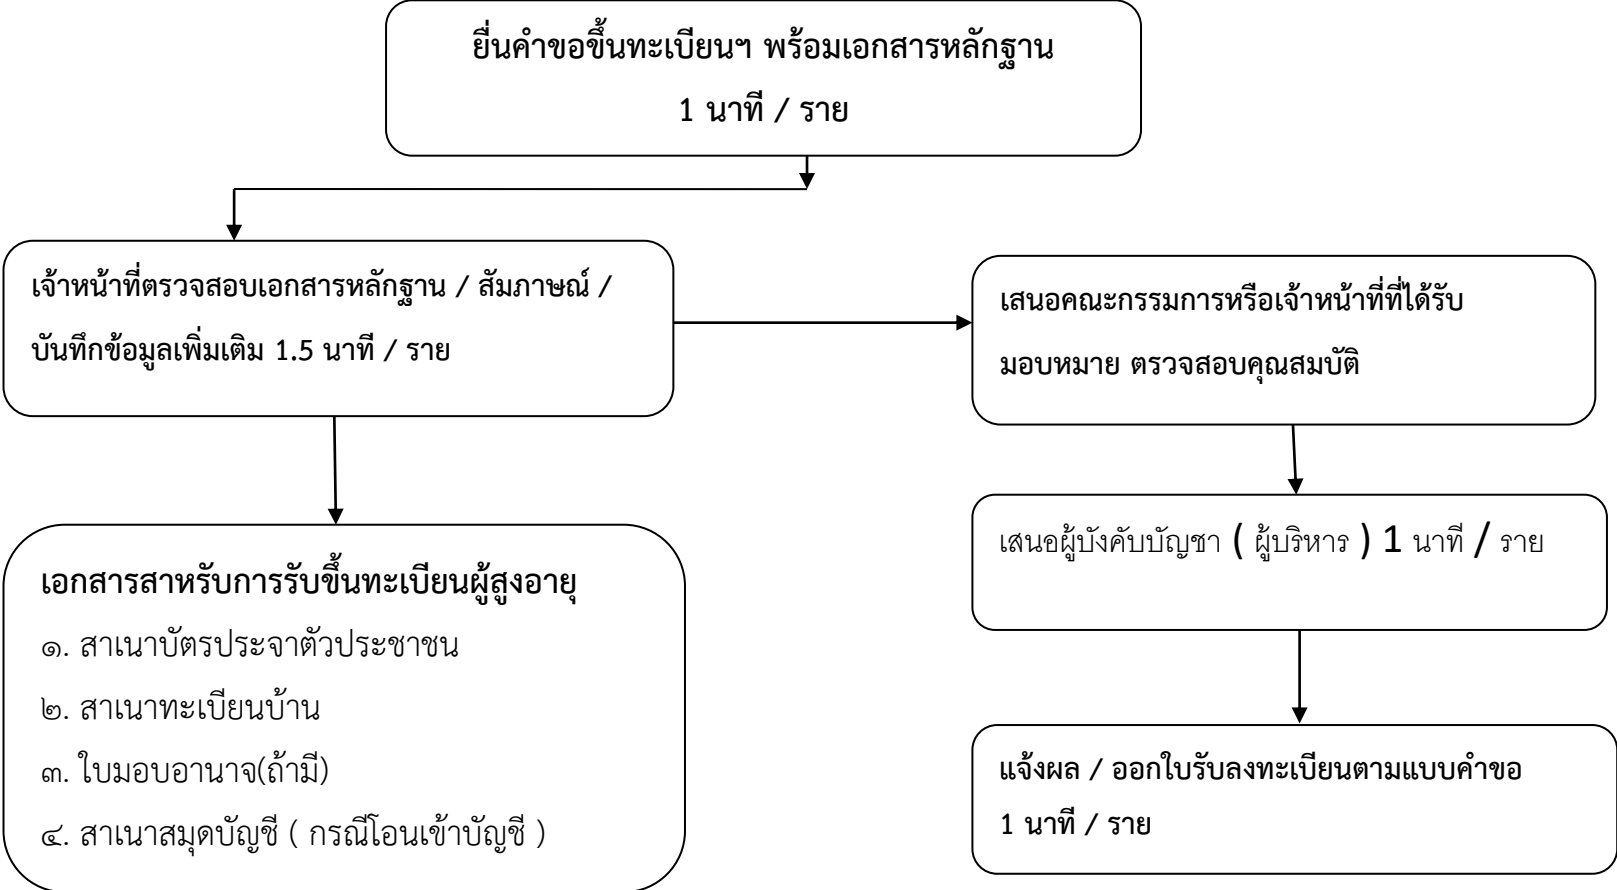 ยื่นคำขอขึ้นทะเบียนฯ พร้อมเอกสารหลักฐาน
1 นาที / ราย
เจ้าหน้าที่ตรวจสอบเอกสารหลักฐาน / สัมภาษณ์ /
บันทึกข้อมูลเพิ่มเติม 1.5 นาที / ราย
เสนอคณะกรรมการหรือเจ้าหน้าที่ที่ได้รับ
มอบหมาย ตรวจสอบคุณสมบัติ
เสนอผู้บังคับบัญชา ( ผู้บริหาร ) 1 นาที / ราย
เอกสารสาหรับการรับขึ้นทะเบียนผู้สูงอายุ
๑. สาเนาบัตรประจาตัวประชาชน
๒. สาเนาทะเบียนบ้าน
๓. ใบมอบอานาจ(ถ้ามี)
๔. สาเนาสมุดบัญชี ( กรณีโอนเข้าบัญชี )
แจ้งผล / ออกใบรับลงทะเบียนตามแบบคำขอ
1 นาที / ราย